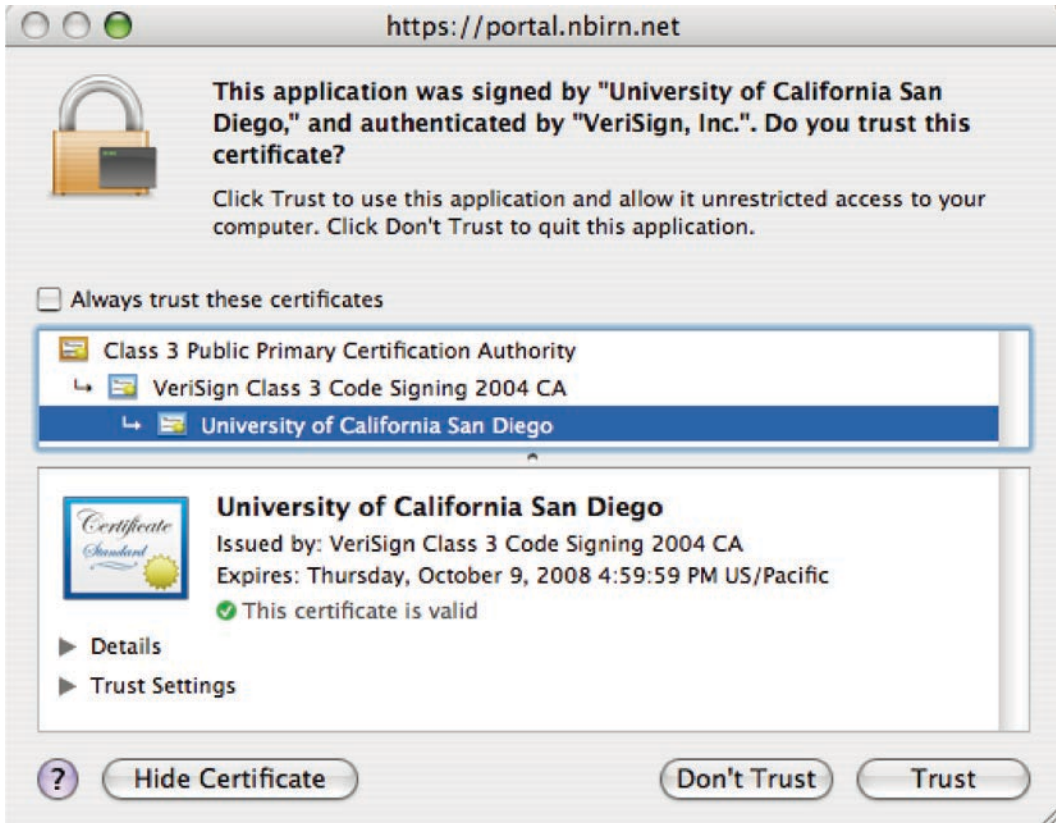 https://portal.nbirn.net
This application was signed by "University of California San
Diego," and authenticated by "VeriSign, Inc.". Do you trust this
certificate?
Click Trust to use this application and allow it unrestricted access to your
computer. Click Don't Trust to quit this application.
Always trust these certificates
Class 3 Public Primary Certification Authority
VeriSign Class 3 Code Signing 2004 CA
University of California San Diego
Certificate
Standard
University of California San Diego
Issued by: VeriSign Class 3 Code Signing 2004 CA
Expires: Thursday, October 9, 2008 4:59:59 PM US/Pacific
This certificate is valid
Details
Trust Settings
? Hide Certificate Don't Trust Trust